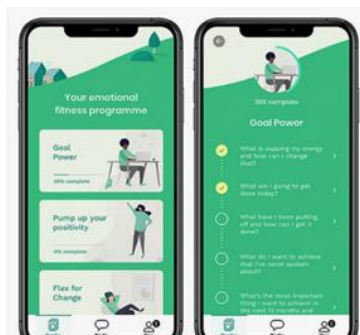 Your emotional
fitness programme
Goal
Power
Pump up your
positivity
Flex for
Change
Goal Power
What is sapping my energy
and how can I change
that?
What am I going to get
done today?
What have I been putting
off and how can I get it
done?
What do I want to achieve
that I've never spoken
about?
What's the most important
thing I want to achieve in
the next 12 months and